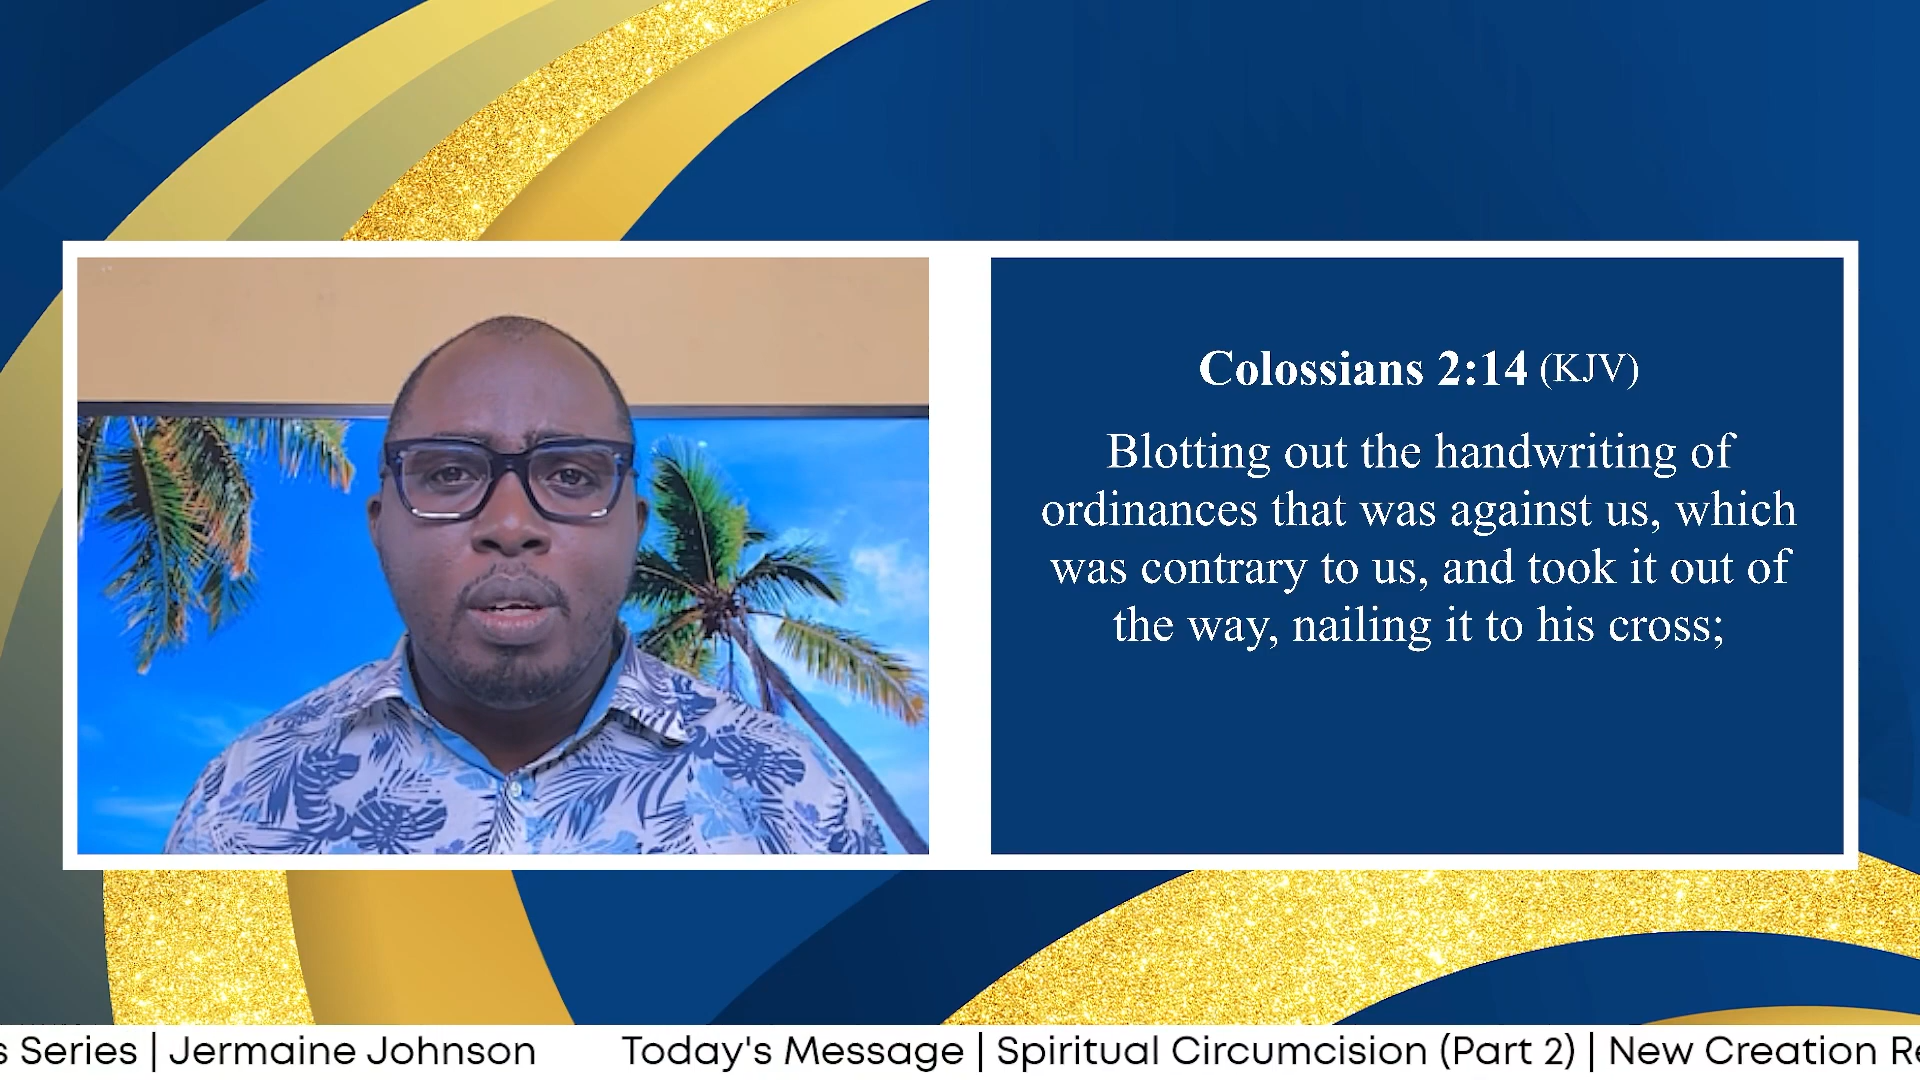 Colossians 2:14 (KJV)
Blotting out the handwriting of
ordinances that was against us, which
was contrary to us, and took it out of
the way, nailing it to his cross;
s Series | Jermaine Johnson Today's Message | Spiritual Circumcision (Part 2) | New Creation Re